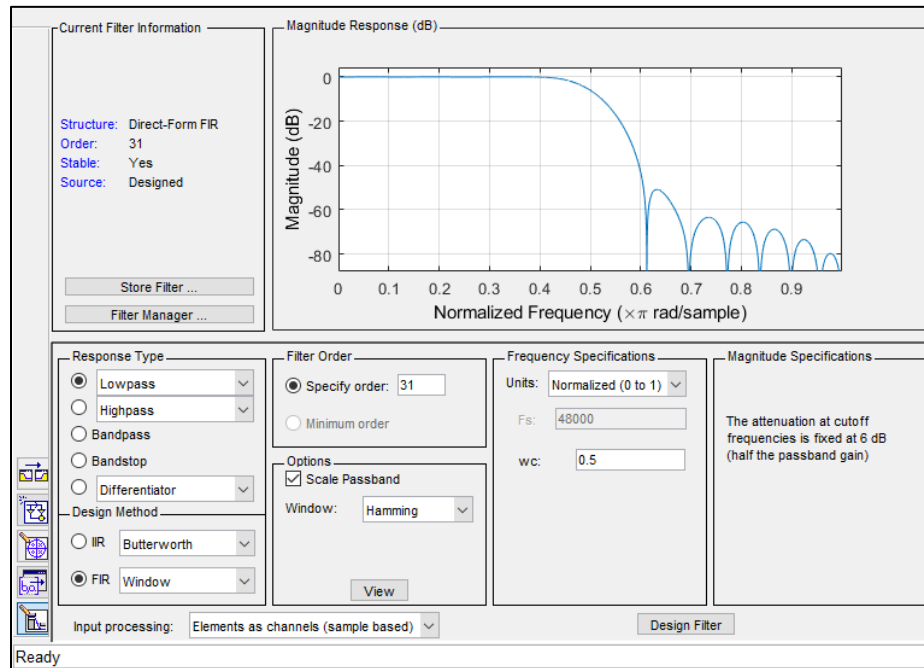 Current Filter Information
Structure: Direct-Form FIR
Order: 31
Stable: Yes
Source: Designed
Store Filter ...
Filter Manager ...
Magnitude Response (dB)
Magnitude (dB)
0
-20
-40
-60
-80
0 0.1 0.2 0.3 0.4 0.5 0.6 0.7 0.8 0.9
Normalized Frequency (×π rad/sample)
Response Type
Lowpass
Highpass
Bandpass
Bandstop
Differentiator
Design Method
IIR Butterworth
FIR Window
Filter Order
Specify order: 31
Minimum order
Options
Scale Passband
Window: Hamming
View
Frequency Specifications
Units: Normalized (0 to 1)
Fs: 48000
wc: 0.5
Magnitude Specifications
The attenuation at cutoff
frequencies is fixed at 6 dB
(half the passband gain)
Input processing: Elements as channels (sample based)
Design Filter
Ready